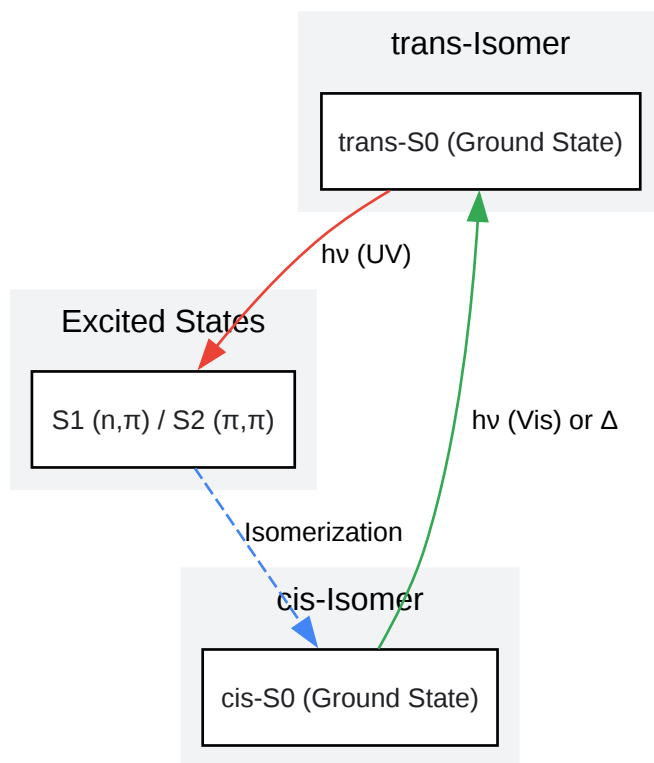 trans-Isomer
trans-S0 (Ground State)
hν (UV)
Excited States
S1 (n,π) / S2 (π,π)
hν (Vis) or Δ
Isomerization
cis-Isomer
cis-S0 (Ground State)